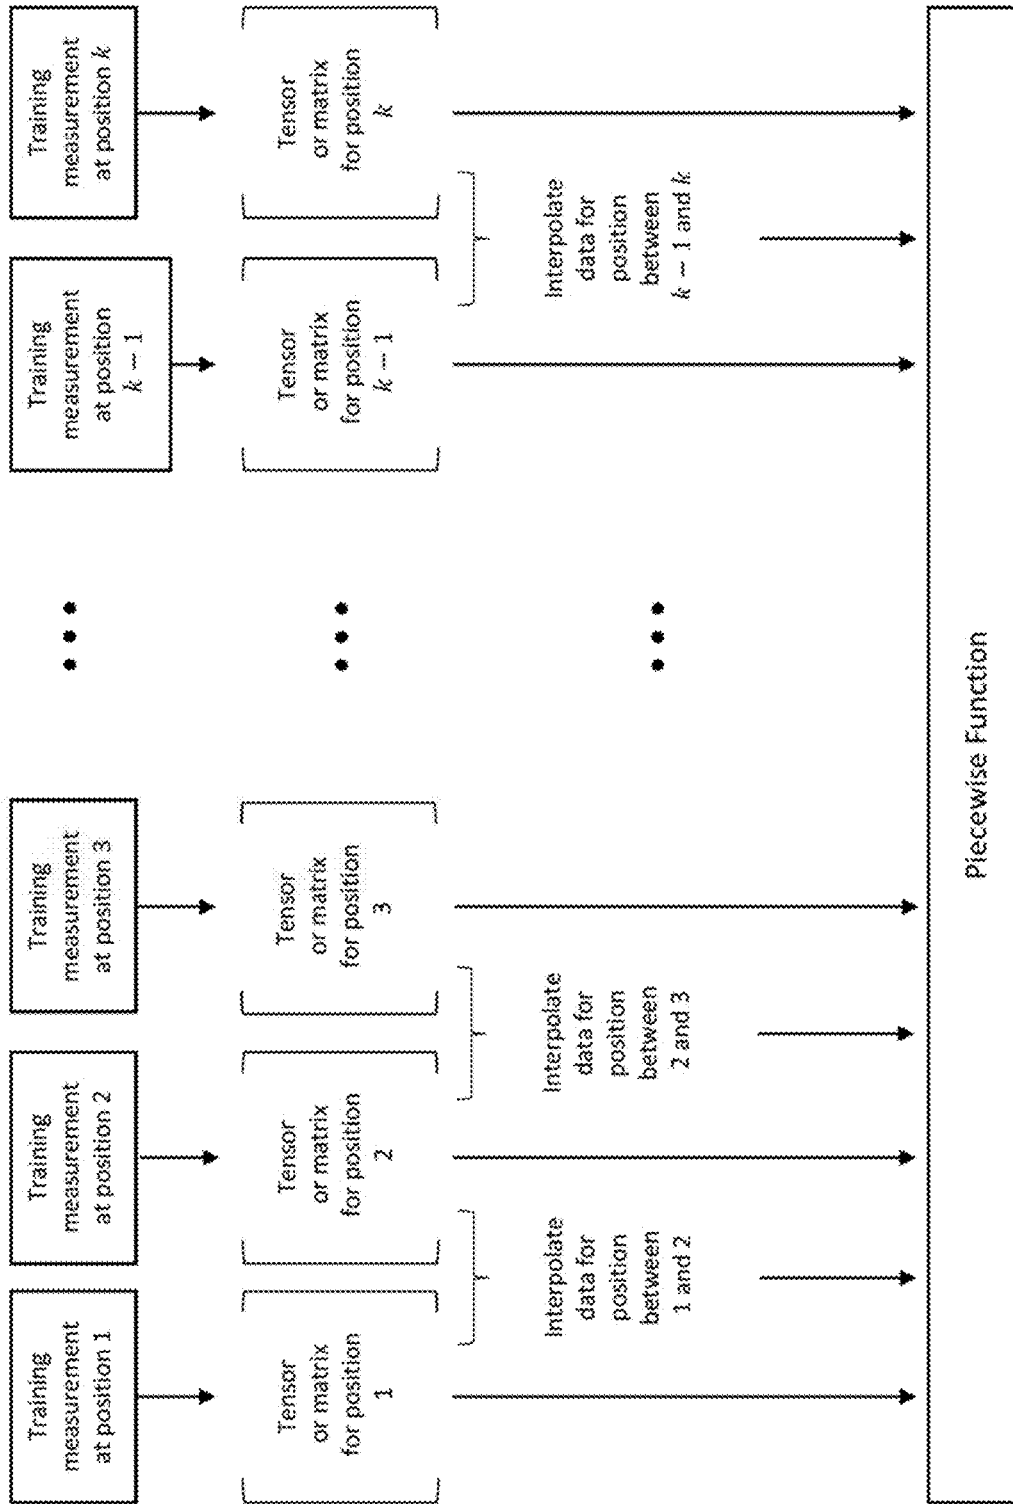 Training
measurement
at position 1
Training
measurement
at position 2
Training
measurement
at position 3
Training
measurement
at position
k − 1
Training
measurement
at position k
Tensor
or matrix
for position
1
Tensor
or matrix
for position
2
Tensor
or matrix
for position
3
Tensor
or matrix
for position
k − 1
Tensor
or matrix
for position
k
Interpolate
data for
position
between
1 and 2
Interpolate
data for
position
between
2 and 3
Interpolate
data for
position
between
k − 1 and k
Piecewise Function